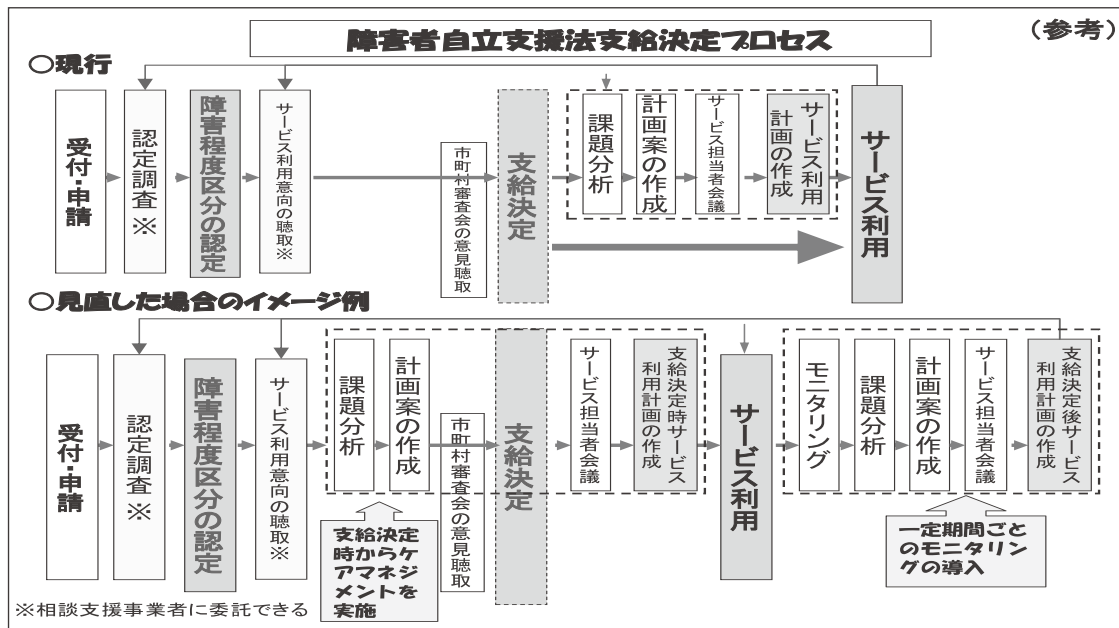 (参考)
障害者自立支援法支給決定プロセス
○現行
受付・申請
認定調査※
障害程度区分の認定
サービス利用意向の聴取※
市町村審査会の意見聴取
支給決定
課題分析
計画案の作成
サービス担当者会議
サービス利用
計画の作成
サービス利用
○見直した場合のイメージ例
受付・申請
認定調査※
障害程度区分の認定
サービス利用意向の聴取※
課題分析
計画案の作成
市町村審査会の意見聴取
支給決定
サービス担当者会議
支給決定時サービス
利用計画の作成
サービス利用
モニタリング
課題分析
計画案の作成
サービス担当者会議
支給決定後サービス
利用計画の作成
支給決定
時からケ
アマネジ
メントを
実施
一定期間ごと
のモニタリン
グの導入
※相談支援事業者に委託できる